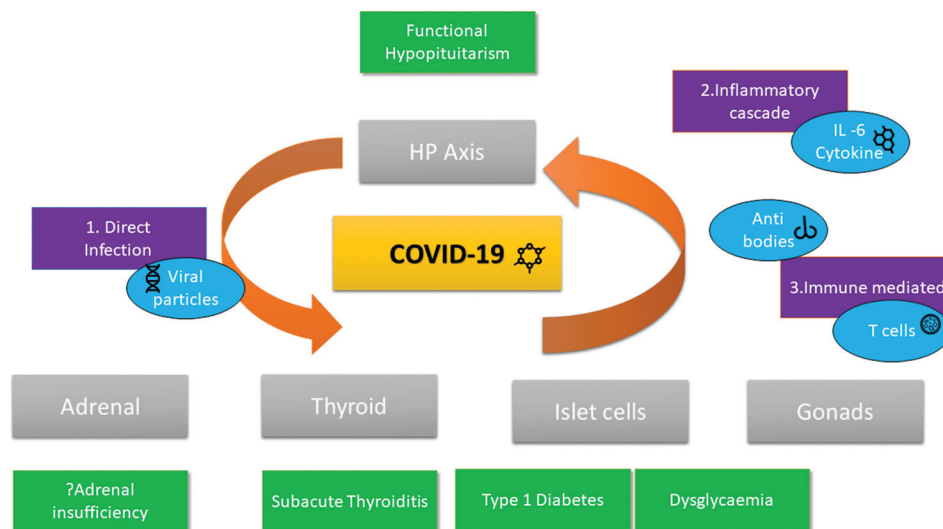 Functional
Hypopituitarism
2.Inflammatory
cascade
IL -6
Cytokine
HP Axis
1. Direct
Infection
Viral
particles
COVID-19
Anti
bodies
3.Immune mediated
T cells
Adrenal
Thyroid
Islet cells
Gonads
?Adrenal
insufficiency
Subacute Thyroiditis
Type 1 Diabetes
Dysglycaemia